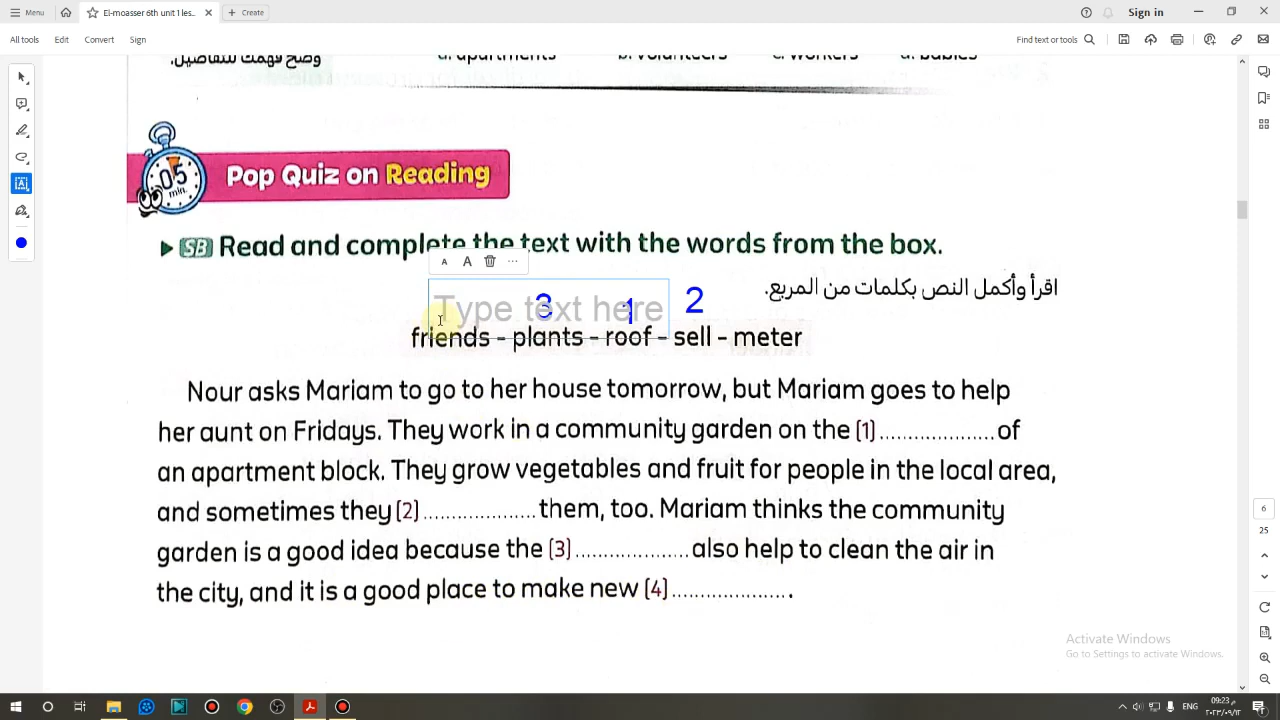 Menu El-moasser 6th unit 1 les... × + Create Sign in
All tools Edit Convert Sign Find text or tools
وضح فهمك للتفاصيل. a. apartments b. volunteers c. workers d. babies
05 min.
Pop Quiz on Reading
SB Read and complete the text with the words from the box.
A A ...
اقرأ وأكمل النص بكلمات من المربع.
Type text here 3 1 2
friends - plants - roof - sell - meter
Nour asks Mariam to go to her house tomorrow, but Mariam goes to help
her aunt on Fridays. They work in a community garden on the (1) .................... of
an apartment block. They grow vegetables and fruit for people in the local area,
and sometimes they (2) .................... them, too. Mariam thinks the community
garden is a good idea because the (3) .................... also help to clean the air in
the city, and it is a good place to make new (4) .................... .
6
25
Activate Windows
Go to Settings to activate Windows.
ENG 09:23 م